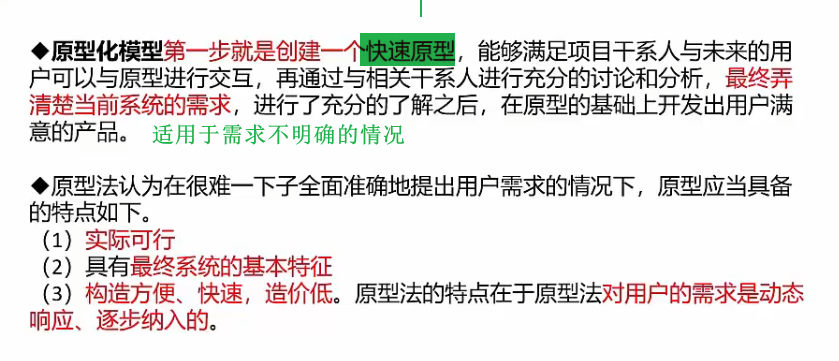 ◆原型化模型第一步就是创建一个快速原型，能够满足项目干系人与未来的用
户可以与原型进行交互，再通过与相关干系人进行充分的讨论和分析，最终弄
清楚当前系统的需求，进行了充分的了解之后，在原型的基础上开发出用户满
意的产品。 适用于需求不明确的情况
◆原型法认为在很难一下子全面准确地提出用户需求的情况下，原型应当具备
的特点如下。
（1）实际可行
（2）具有最终系统的基本特征
（3）构造方便、快速，造价低。原型法的特点在于原型法对用户的需求是动态
响应、逐步纳入的。